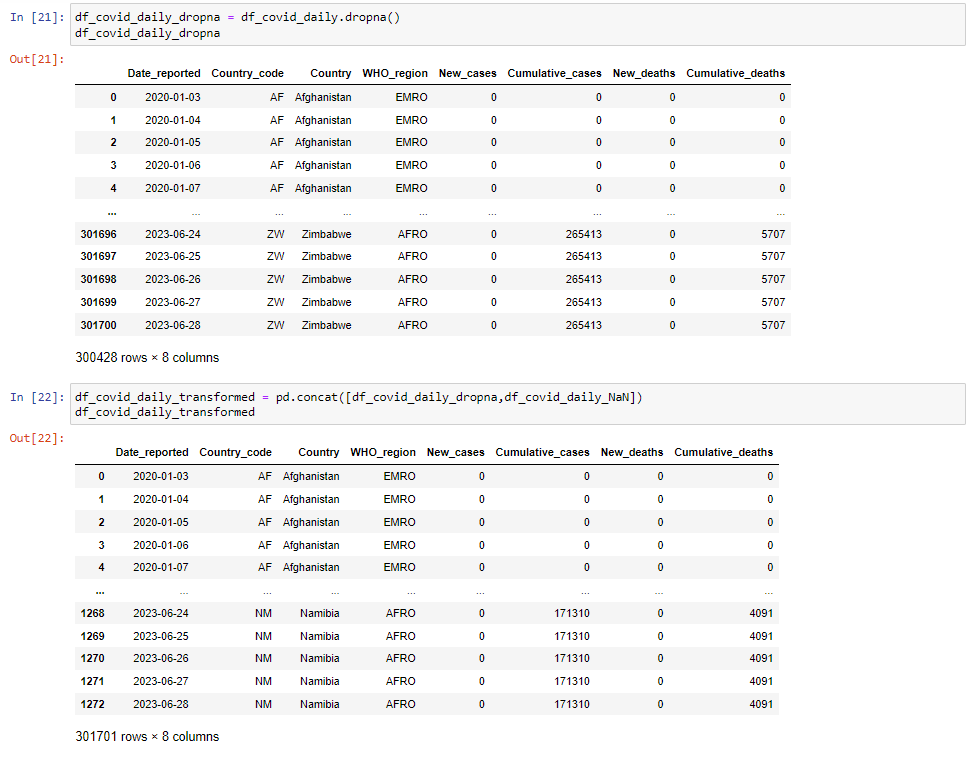 In [21]: df_covid_daily_dropna = df_covid_daily.dropna()
df_covid_daily_dropna
Out[21]:
Date_reported Country_code Country WHO_region New_cases Cumulative_cases New_deaths Cumulative_deaths
0 2020-01-03 AF Afghanistan EMRO 0 0 0 0
1 2020-01-04 AF Afghanistan EMRO 0 0 0 0
2 2020-01-05 AF Afghanistan EMRO 0 0 0 0
3 2020-01-06 AF Afghanistan EMRO 0 0 0 0
4 2020-01-07 AF Afghanistan EMRO 0 0 0 0
... ... ... ... ... ... ... ... ...
301696 2023-06-24 ZW Zimbabwe AFRO 0 265413 0 5707
301697 2023-06-25 ZW Zimbabwe AFRO 0 265413 0 5707
301698 2023-06-26 ZW Zimbabwe AFRO 0 265413 0 5707
301699 2023-06-27 ZW Zimbabwe AFRO 0 265413 0 5707
301700 2023-06-28 ZW Zimbabwe AFRO 0 265413 0 5707
300428 rows × 8 columns
In [22]: df_covid_daily_transformed = pd.concat([df_covid_daily_dropna,df_covid_daily_NaN])
df_covid_daily_transformed
Out[22]:
Date_reported Country_code Country WHO_region New_cases Cumulative_cases New_deaths Cumulative_deaths
0 2020-01-03 AF Afghanistan EMRO 0 0 0 0
1 2020-01-04 AF Afghanistan EMRO 0 0 0 0
2 2020-01-05 AF Afghanistan EMRO 0 0 0 0
3 2020-01-06 AF Afghanistan EMRO 0 0 0 0
4 2020-01-07 AF Afghanistan EMRO 0 0 0 0
... ... ... ... ... ... ... ... ...
1268 2023-06-24 NM Namibia AFRO 0 171310 0 4091
1269 2023-06-25 NM Namibia AFRO 0 171310 0 4091
1270 2023-06-26 NM Namibia AFRO 0 171310 0 4091
1271 2023-06-27 NM Namibia AFRO 0 171310 0 4091
1272 2023-06-28 NM Namibia AFRO 0 171310 0 4091
301701 rows × 8 columns